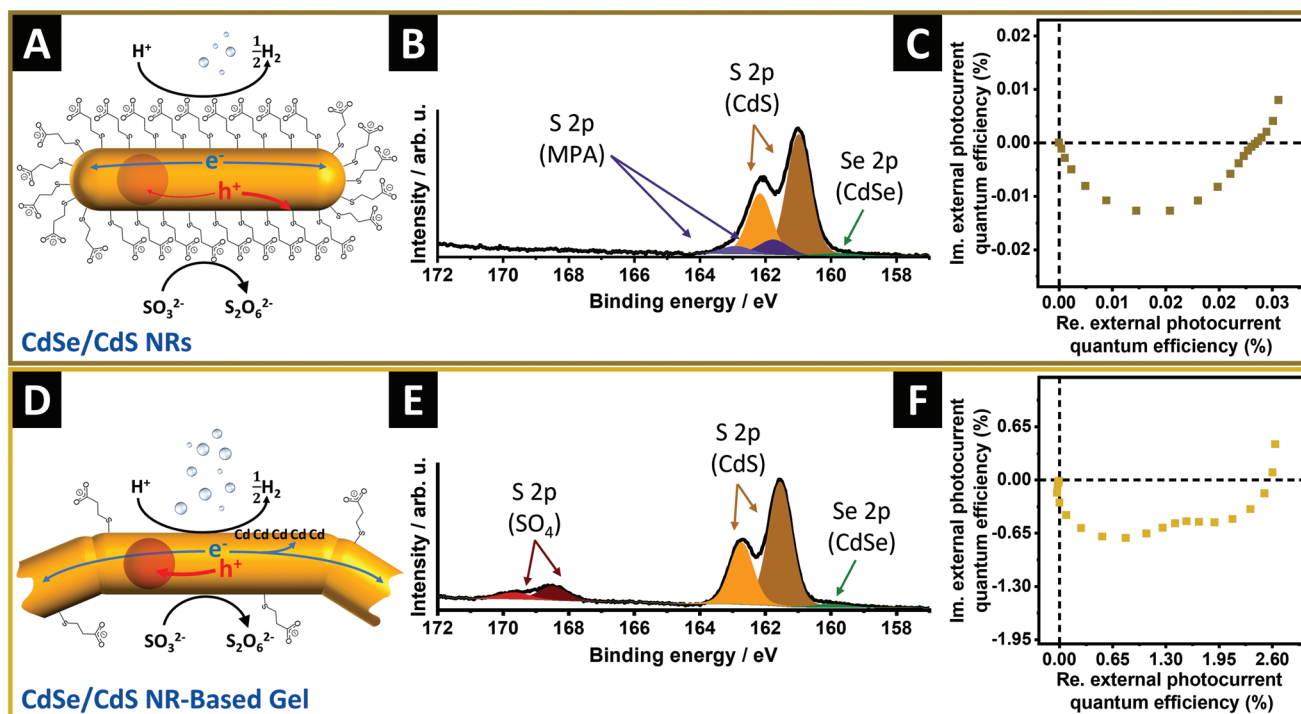 A
H⁺
½H₂
e⁻
h⁺
SO₃²⁻
S₂O₆²⁻
CdSe/CdS NRs
B
S 2p
(CdS)
S 2p
(MPA)
Se 2p
(CdSe)
Intensity / arb. u.
172 170 168 166 164 162 160 158
Binding energy / eV
C
Im. external photocurrent
quantum efficiency (%)
0.02
0.01
0.00
-0.01
-0.02
0.00 0.01 0.02 0.02 0.03
Re. external photocurrent
quantum efficiency (%)
D
H⁺
½H₂
Cd Cd Cd Cd Cd
e⁻
h⁺
SO₃²⁻
S₂O₆²⁻
CdSe/CdS NR-Based Gel
E
S 2p
(CdS)
S 2p
(SO₄)
Se 2p
(CdSe)
Intensity / arb. u.
172 170 168 166 164 162 160 158
Binding energy / eV
F
Im. external photocurrent
quantum efficiency (%)
0.65
0.00
-0.65
-1.30
-1.95
0.00 0.65 1.30 1.95 2.60
Re. external photocurrent
quantum efficiency (%)